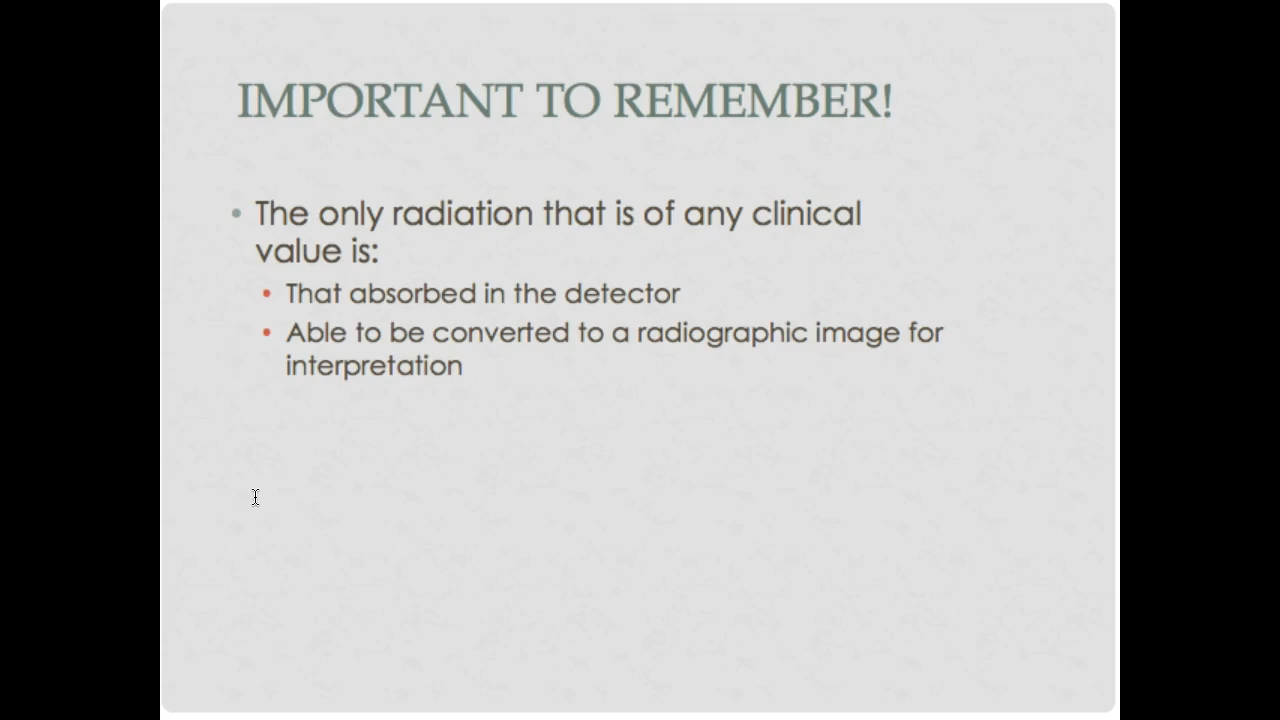 IMPORTANT TO REMEMBER!
• The only radiation that is of any clinical
value is:
• That absorbed in the detector
• Able to be converted to a radiographic image for
interpretation